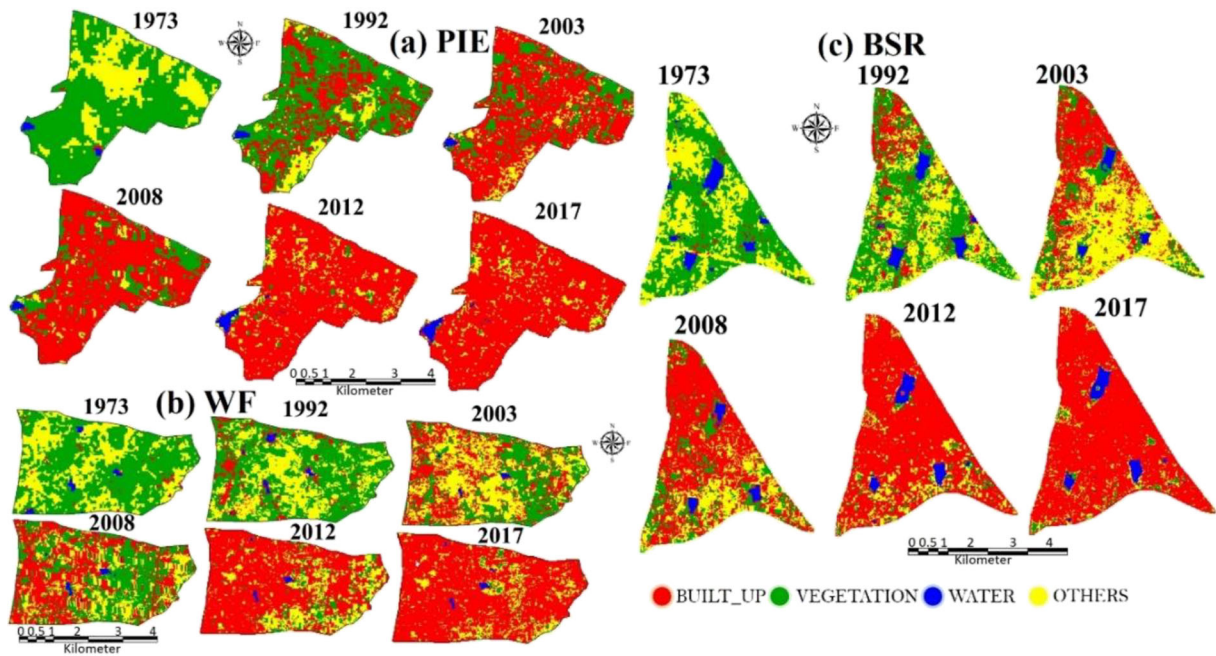 (a) PIE
1973
1992
2003
N
W F
S
2008
2012
2017
0 0.5 1 2 3 4
Kilometer
(b) WF
1973
1992
2003
N
W F
S
2008
2012
2017
0 0.5 1 2 3 4
Kilometer
(c) BSR
1973
1992
2003
N
W F
S
2008
2012
2017
0 0.5 1 2 3 4
Kilometer
BUILT_UP VEGETATION WATER OTHERS